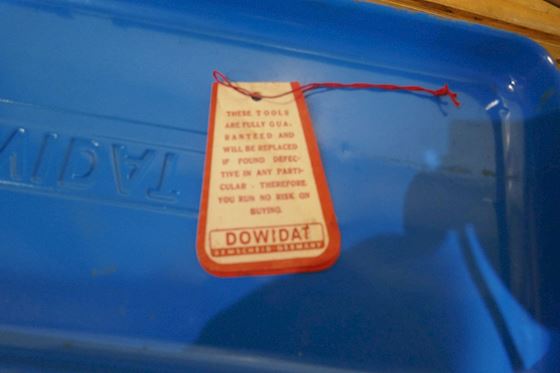 THESE TOOLS
ARE FULLY GUA-
RANTEED AND
WILL BE REPLACED
IF FOUND DEFEC-
TIVE IN ANY PARTI-
CULAR - THEREFORE
YOU RUN NO RISK ON
BUYING.
DOWIDAT
REMSCHEID-GERMANY
DOWIDAT